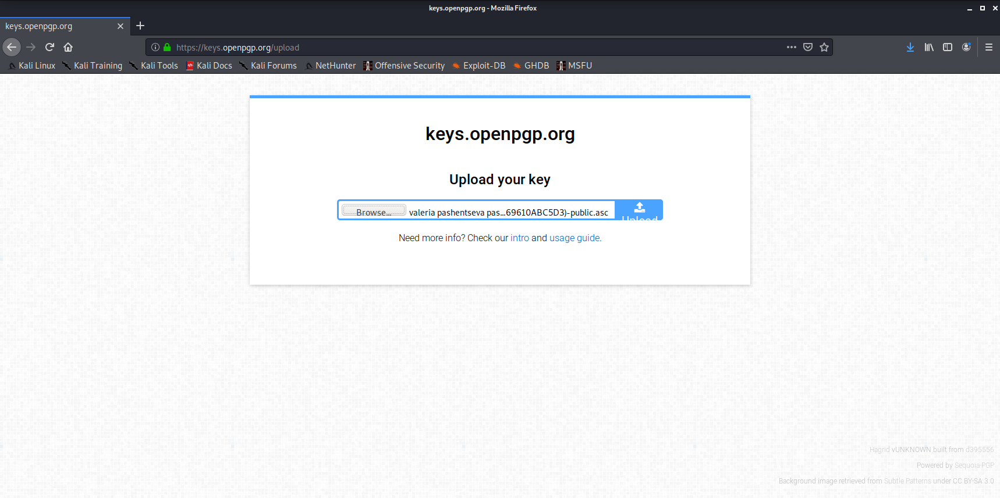 keys.openpgp.org - Mozilla Firefox
keys.openpgp.org
https://keys.openpgp.org/upload
Kali Linux Kali Training Kali Tools Kali Docs Kali Forums NetHunter Offensive Security Exploit-DB GHDB MSFU
keys.openpgp.org
Upload your key
Browse... valeria pashentseva pas...69610ABC5D3)-public.asc Upload
Need more info? Check our intro and usage guide.
Hagrid vUNKNOWN built from d395556
Powered by Sequoia-PGP
Background image retrieved from Subtle Patterns under CC BY-SA 3.0